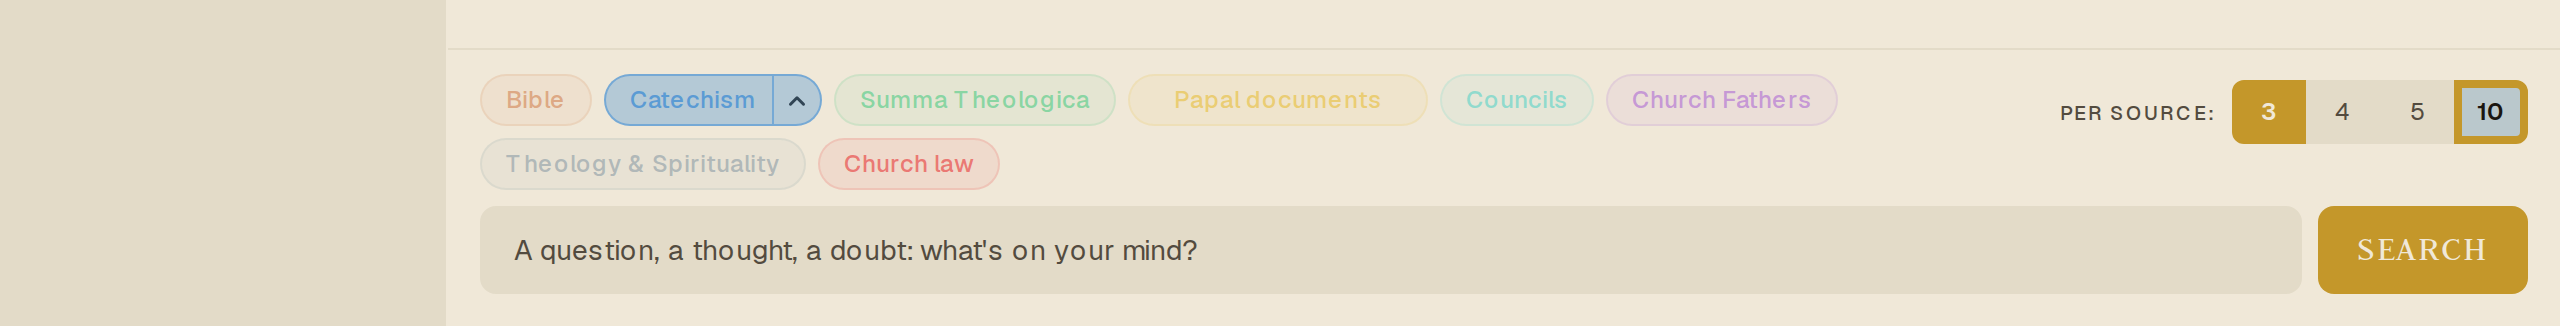 Bible Catechism Summa Theologica Papal documents Councils Church Fathers
PER SOURCE: 3 4 5 10
Theology & Spirituality Church law
A question, a thought, a doubt: what's on your mind? SEARCH